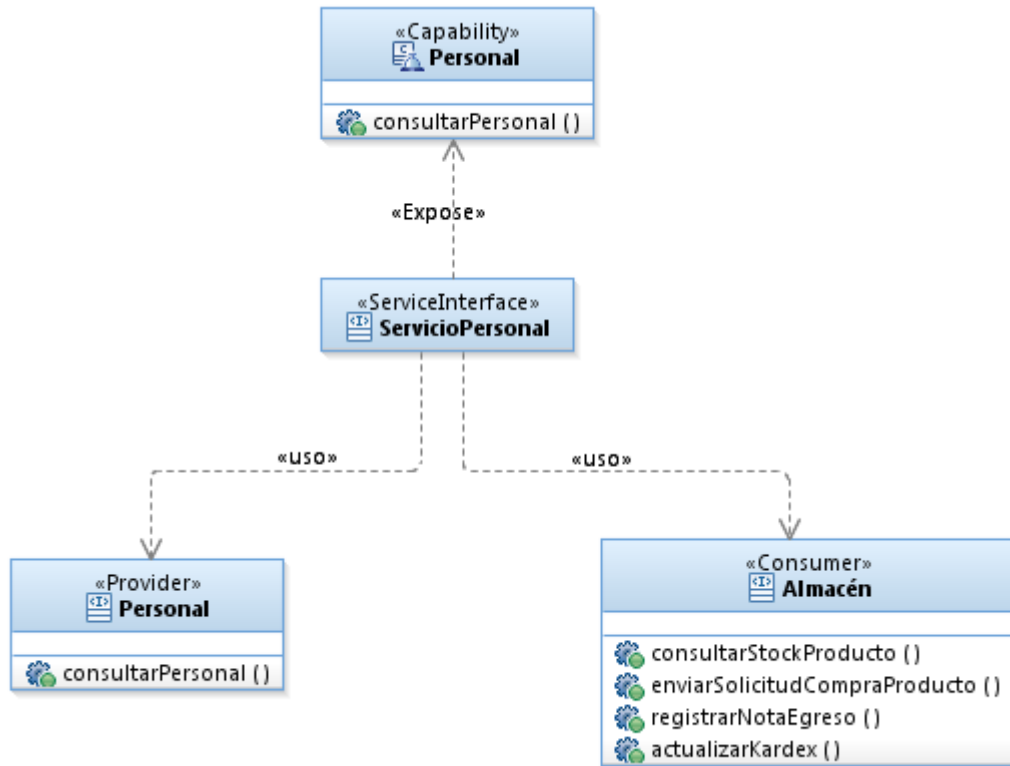 «Capability»
Personal
consultarPersonal ( )
«Expose»
«ServiceInterface»
ServicioPersonal
«uso»
«uso»
«Provider»
Personal
consultarPersonal ( )
«Consumer»
Almacén
consultarStockProducto ( )
enviarSolicitudCompraProducto ( )
registrarNotaEgreso ( )
actualizarKardex ( )